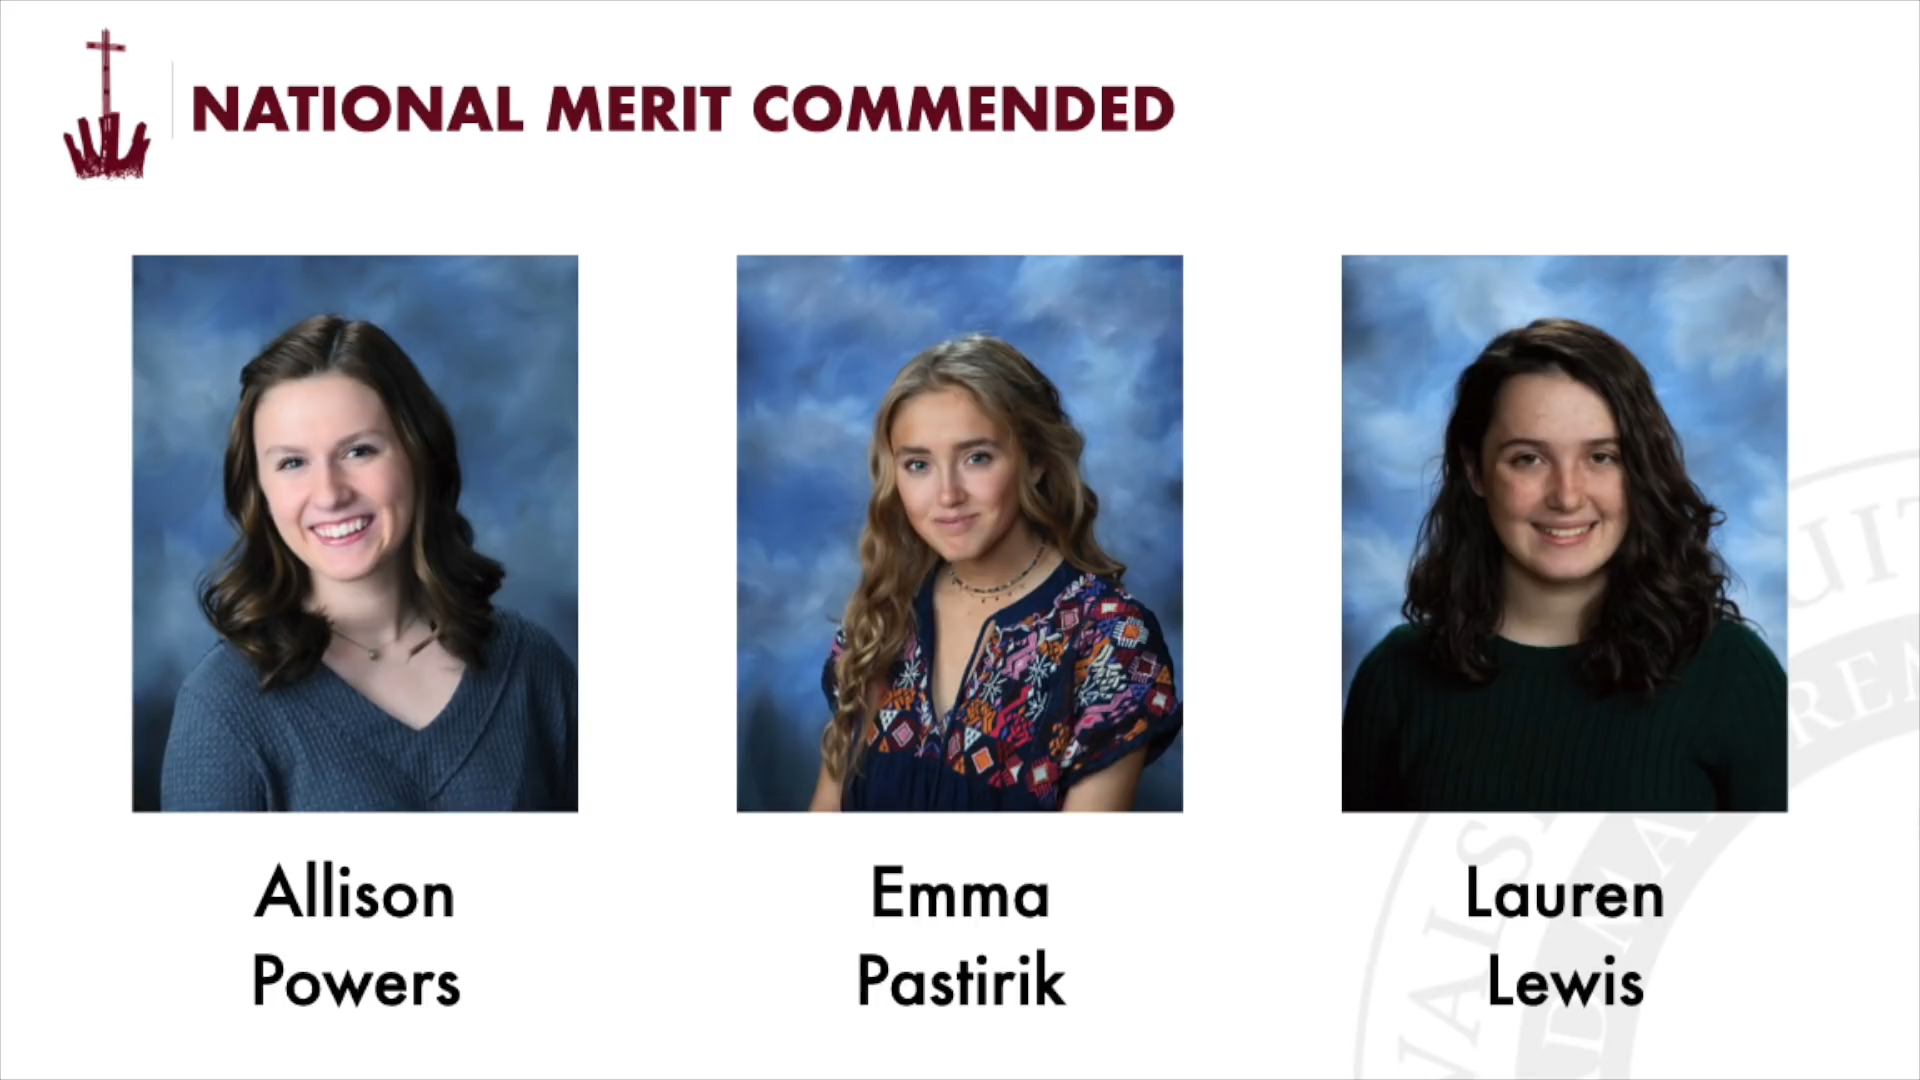 NATIONAL MERIT COMMENDED
Allison
Powers
Emma
Pastirik
Lauren
Lewis